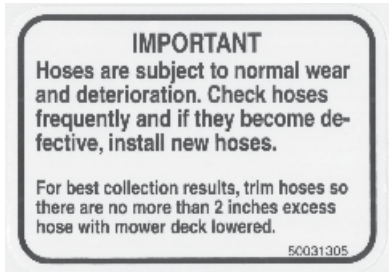 IMPORTANT
Hoses are subject to normal wear
and deterioration. Check hoses
frequently and if they become de-
fective, install new hoses.
For best collection results, trim hoses so
there are no more than 2 inches excess
hose with mower deck lowered.
50031305